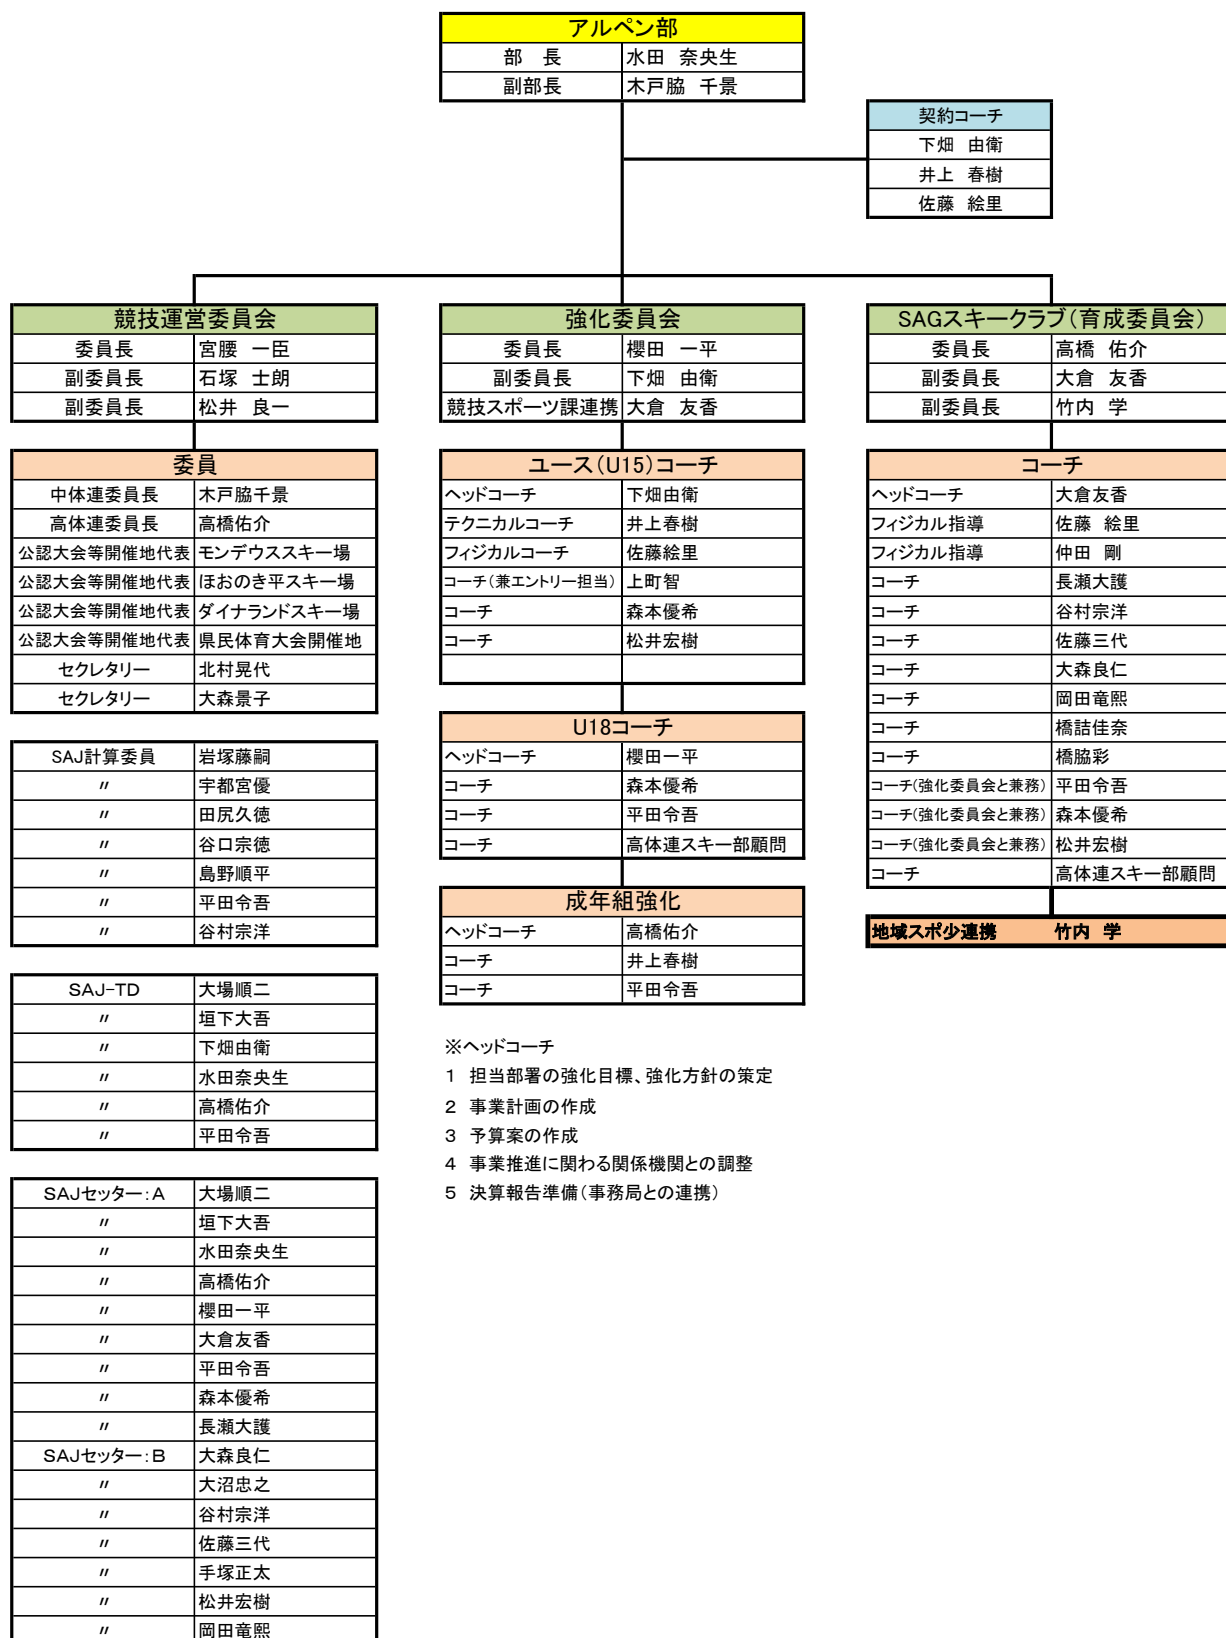 アルペン部
部　長　水田　奈央生
副部長　木戸脇　千景
契約コーチ
下畑　由衛
井上　春樹
佐藤　絵里
競技運営委員会
委員長　宮腰　一臣
副委員長　石塚　士朗
副委員長　松井　良一
委員
中体連委員長　木戸脇千景
高体連委員長　高橋佑介
公認大会等開催地代表　モンデウススキー場
公認大会等開催地代表　ほおのき平スキー場
公認大会等開催地代表　ダイナランドスキー場
公認大会等開催地代表　県民体育大会開催地
セクレタリー　北村晃代
セクレタリー　大森景子
SAJ計算委員　岩塚藤嗣
〃　宇都宮優
〃　田尻久徳
〃　谷口宗徳
〃　島野順平
〃　平田令吾
〃　谷村宗洋
SAJ-TD　大場順二
〃　垣下大吾
〃　下畑由衛
〃　水田奈央生
〃　高橋佑介
〃　平田令吾
SAJセッター：A　大場順二
〃　垣下大吾
〃　水田奈央生
〃　高橋佑介
〃　櫻田一平
〃　大倉友香
〃　平田令吾
〃　森本優希
〃　長瀬大護
SAJセッター：B　大森良仁
〃　大沼忠之
〃　谷村宗洋
〃　佐藤三代
〃　手塚正太
〃　松井宏樹
〃　岡田竜熙
強化委員会
委員長　櫻田　一平
副委員長　下畑　由衛
競技スポーツ課連携　大倉　友香
ユース（U15）コーチ
ヘッドコーチ　下畑由衛
テクニカルコーチ　井上春樹
フィジカルコーチ　佐藤絵里
コーチ（兼エントリー担当）　上町智
コーチ　森本優希
コーチ　松井宏樹
U18コーチ
ヘッドコーチ　櫻田一平
コーチ　森本優希
コーチ　平田令吾
コーチ　高体連スキー部顧問
成年組強化
ヘッドコーチ　高橋佑介
コーチ　井上春樹
コーチ　平田令吾
※ヘッドコーチ
1　担当部署の強化目標、強化方針の策定
2　事業計画の作成
3　予算案の作成
4　事業推進に関わる関係機関との調整
5　決算報告準備（事務局との連携）
SAGスキークラブ（育成委員会）
委員長　高橋　佑介
副委員長　大倉　友香
副委員長　竹内　学
コーチ
ヘッドコーチ　大倉友香
フィジカル指導　佐藤　絵里
フィジカル指導　仲田　剛
コーチ　長瀬大護
コーチ　谷村宗洋
コーチ　佐藤三代
コーチ　大森良仁
コーチ　岡田竜熙
コーチ　橋詰佳奈
コーチ　橋脇彩
コーチ(強化委員会と兼務)　平田令吾
コーチ(強化委員会と兼務)　森本優希
コーチ(強化委員会と兼務)　松井宏樹
コーチ　高体連スキー部顧問
地域スポ少連携　竹内　学